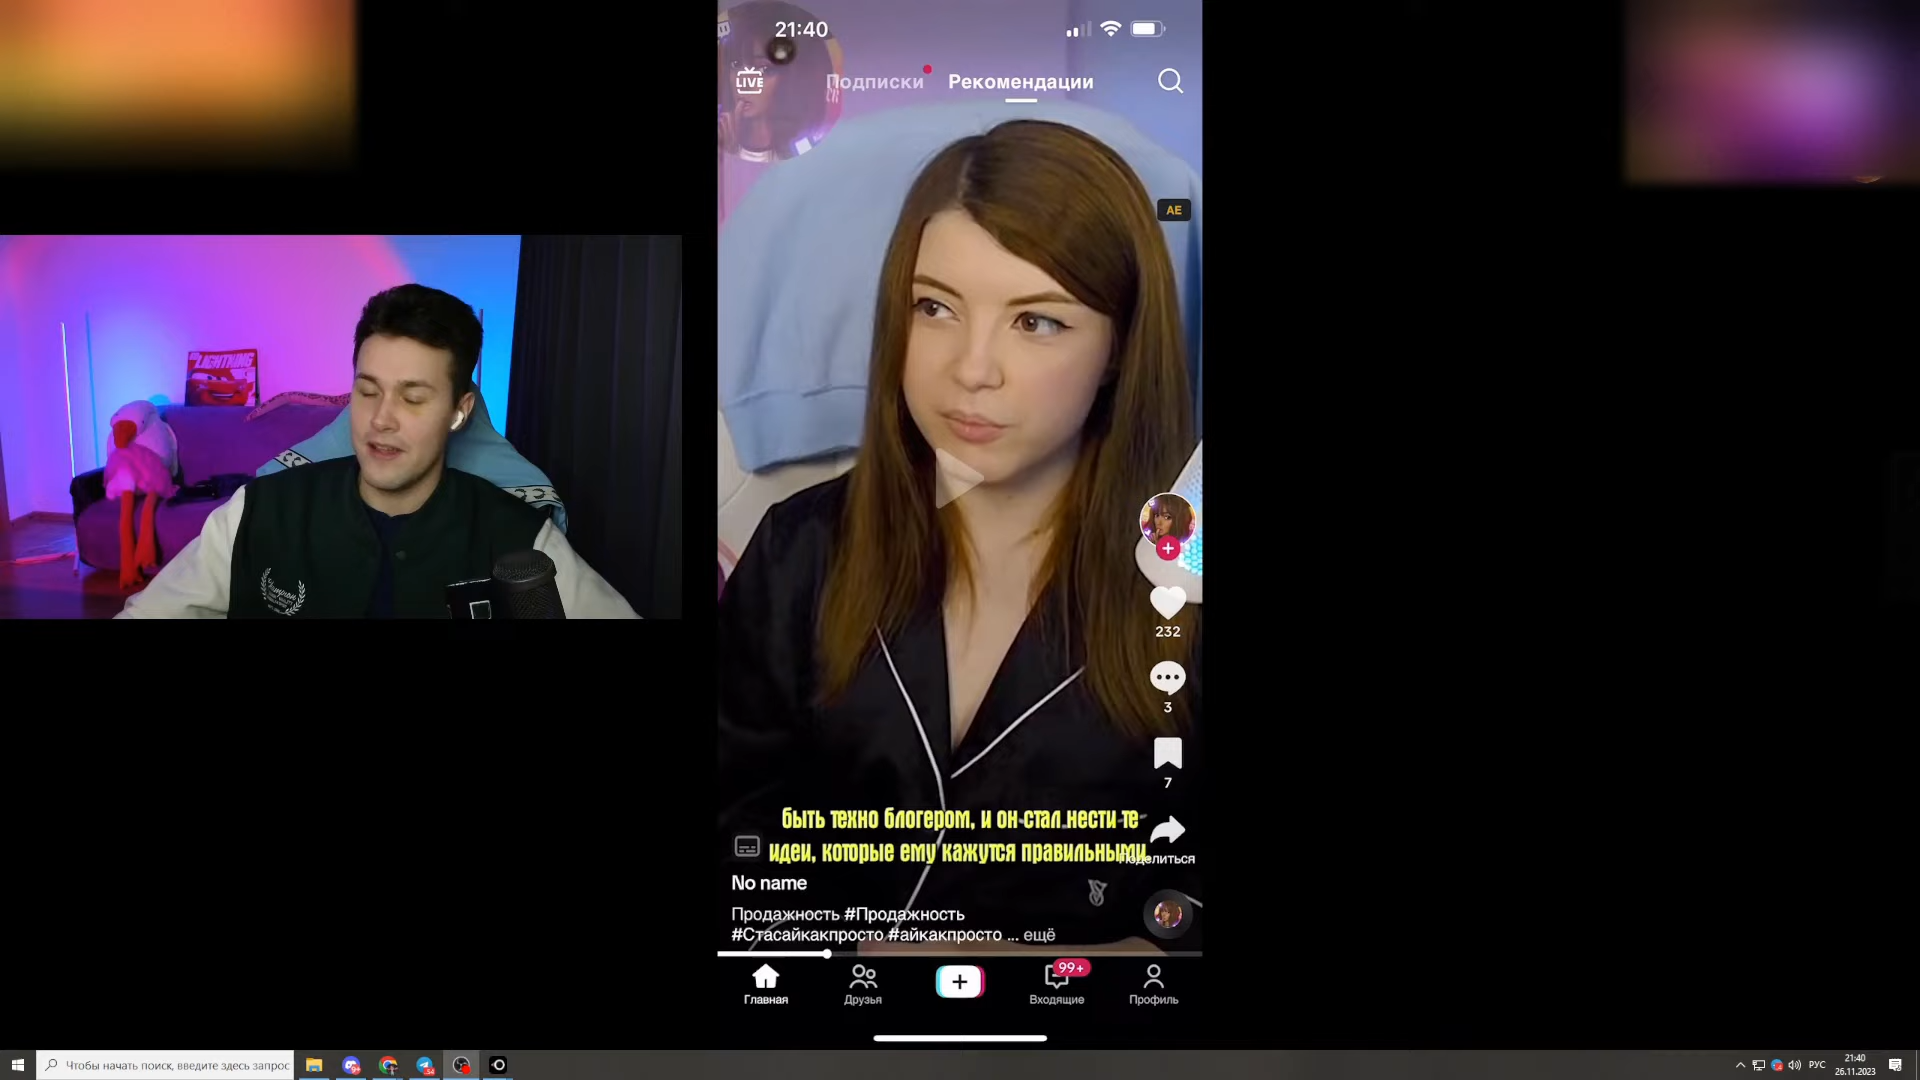 21:40
LIVE
Подписки
Рекомендации
AE
LIGHTNING
Champion
232
3
7
быть техно блогером, и он стал нести те
идеи, которые ему кажутся правильными
Поделиться
No name
Продажность #Продажность
#Стасайкакпросто #айкакпросто ... ещё
99+
Главная
Друзья
Входящие
Профиль
Чтобы начать поиск, введите здесь запрос
РУС
21:40
26.11.2023